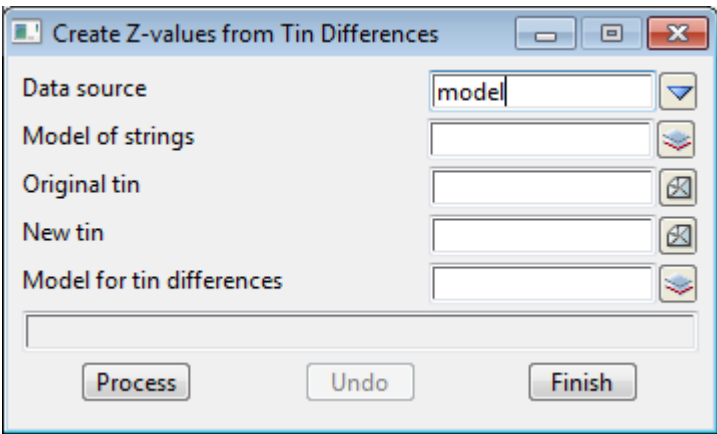 Create Z-values from Tin Differences
Data source model
Model of strings
Original tin
New tin
Model for tin differences
Process Undo Finish